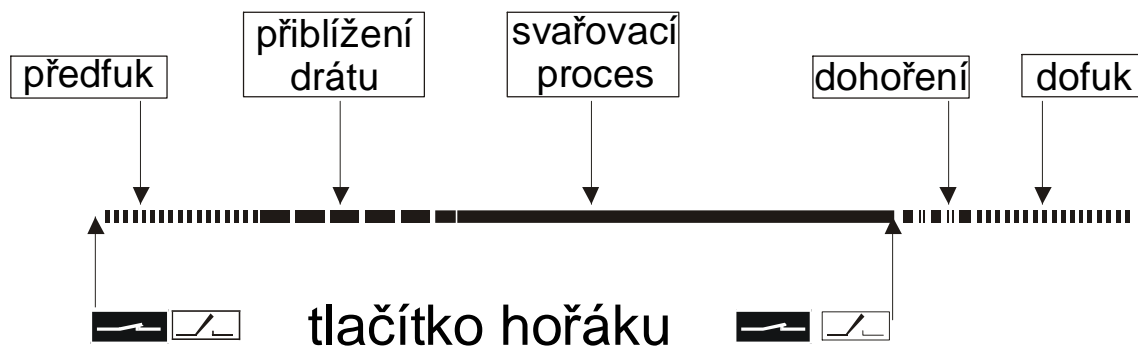 předfuk
přiblížení
drátu
svařovací
proces
dohoření
dofuk
tlačítko hořáku